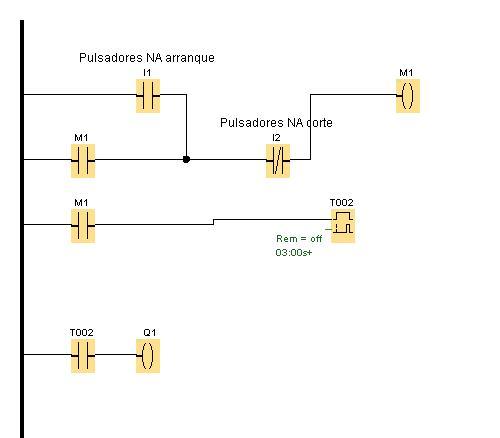 Pulsadores NA arranque
I1
M1
Pulsadores NA corte
M1
I2
M1
T002
Rem = off
03:00s+
T002
Q1